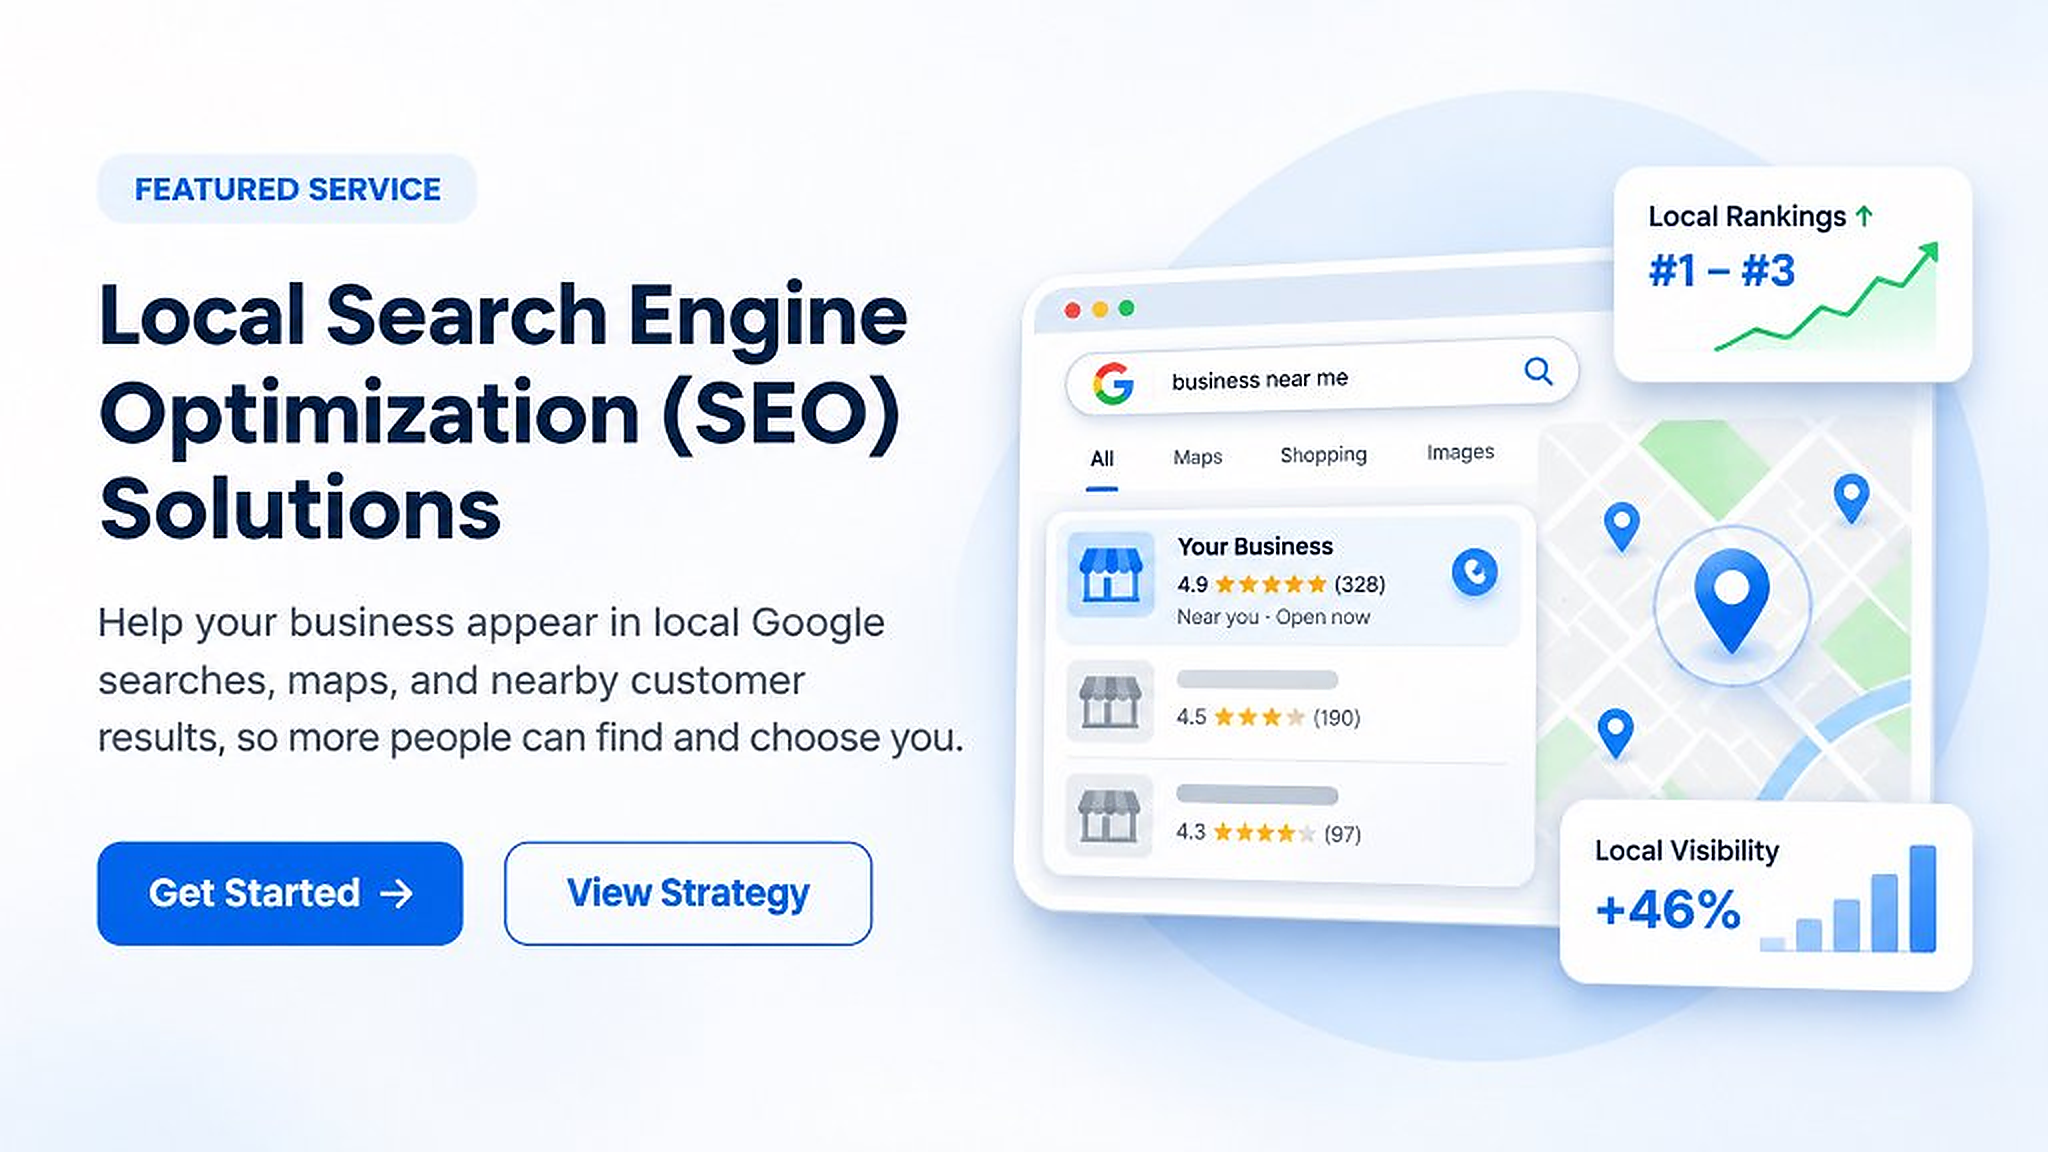 FEATURED SERVICE
Local Search Engine
Optimization (SEO)
Solutions
Help your business appear in local Google
searches, maps, and nearby customer
results, so more people can find and choose you.
Get Started →
View Strategy
Local Rankings ↑
#1 – #3
G
business near me
All Maps Shopping Images
Your Business
4.9 ★★★★★ (328)
Near you · Open now
4.5 ★★★★ (190)
4.3 ★★★★★ (97)
Local Visibility
+46%